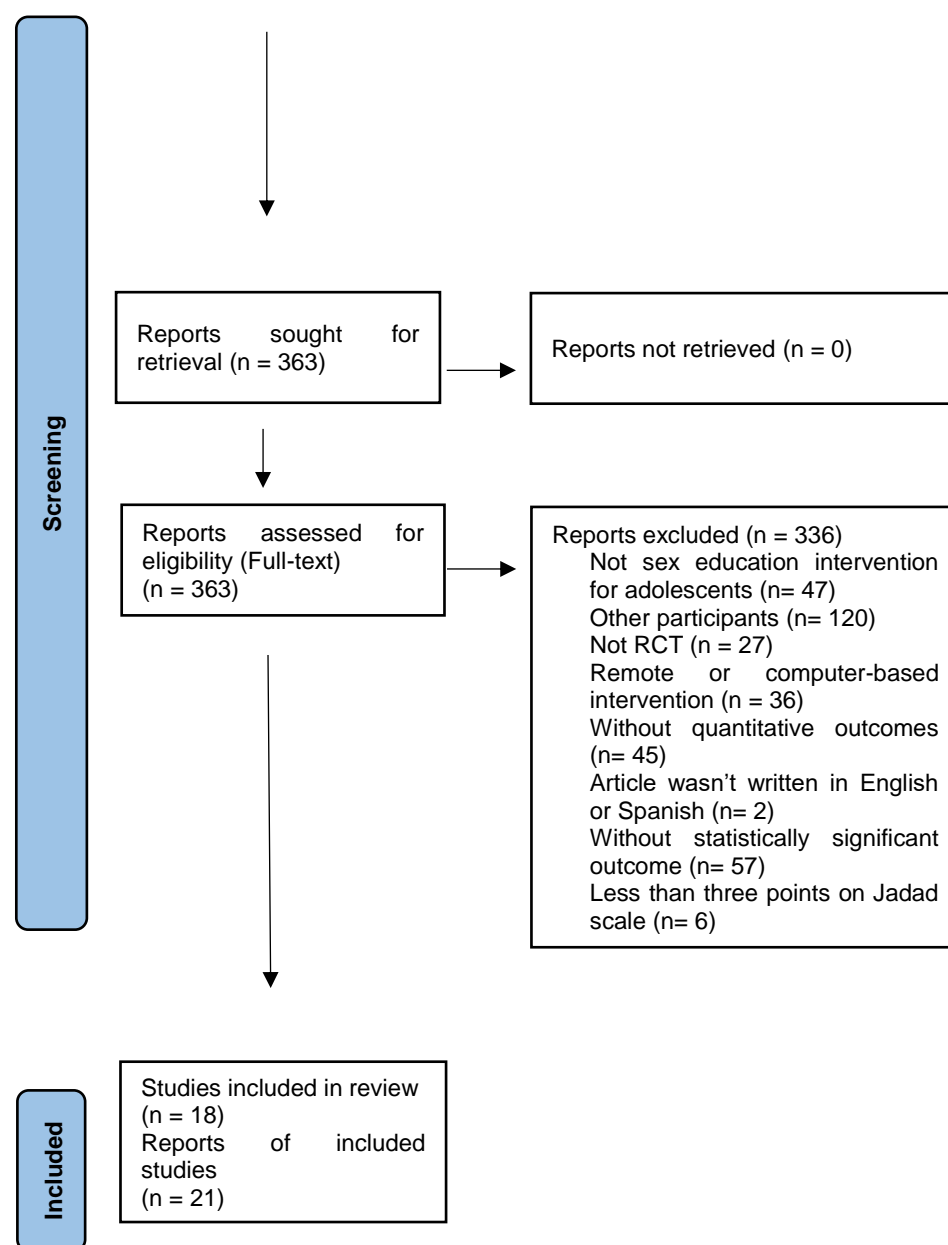 Screening
Reports sought for
retrieval (n = 363)
Reports not retrieved (n = 0)
Reports assessed for
eligibility (Full-text)
(n = 363)
Reports excluded (n = 336)
Not sex education intervention
for adolescents (n= 47)
Other participants (n= 120)
Not RCT (n = 27)
Remote or computer-based
intervention (n = 36)
Without quantitative outcomes
(n= 45)
Article wasn’t written in English
or Spanish (n= 2)
Without statistically significant
outcome (n= 57)
Less than three points on Jadad
scale (n= 6)
Included
Studies included in review
(n = 18)
Reports of included
studies
(n = 21)